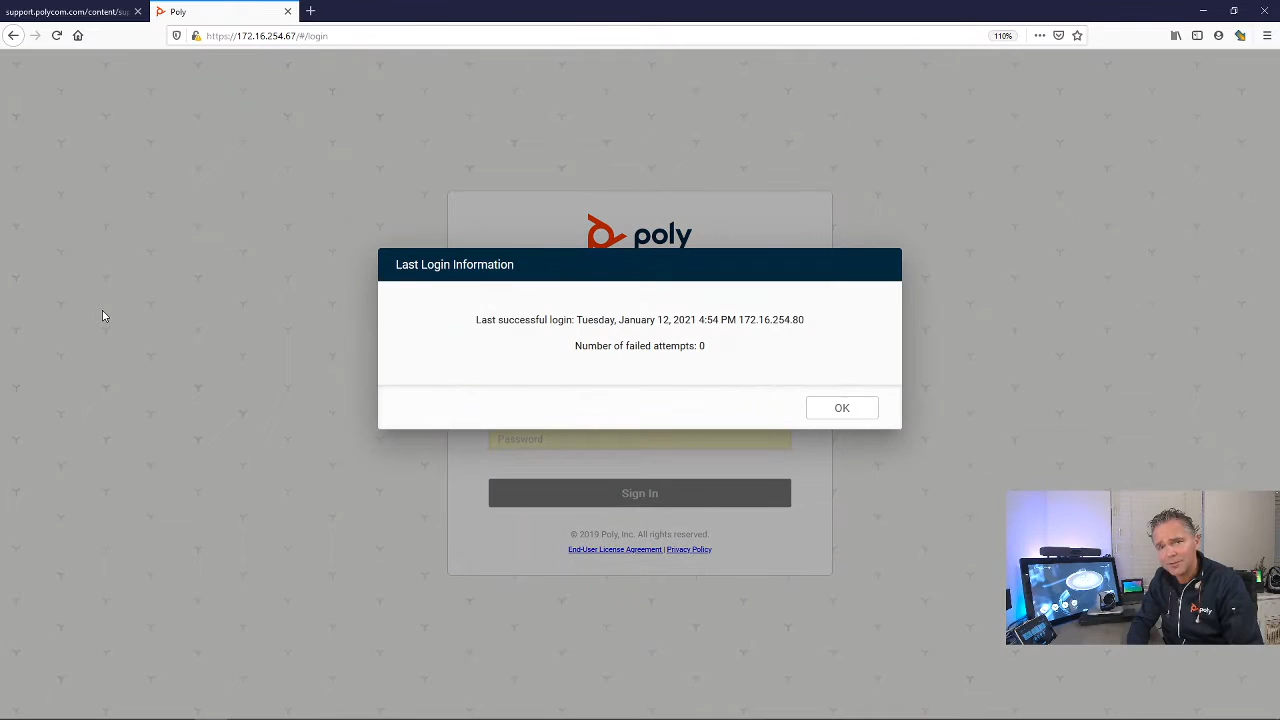 support.polycom.com/content/su
Poly
https://172.16.254.67/#/login
110%
poly
Last Login Information
Last successful login: Tuesday, January 12, 2021 4:54 PM 172.16.254.80
Number of failed attempts: 0
OK
Password
Sign In
© 2019 Poly, Inc. All rights reserved.
End-User License Agreement | Privacy Policy
poly